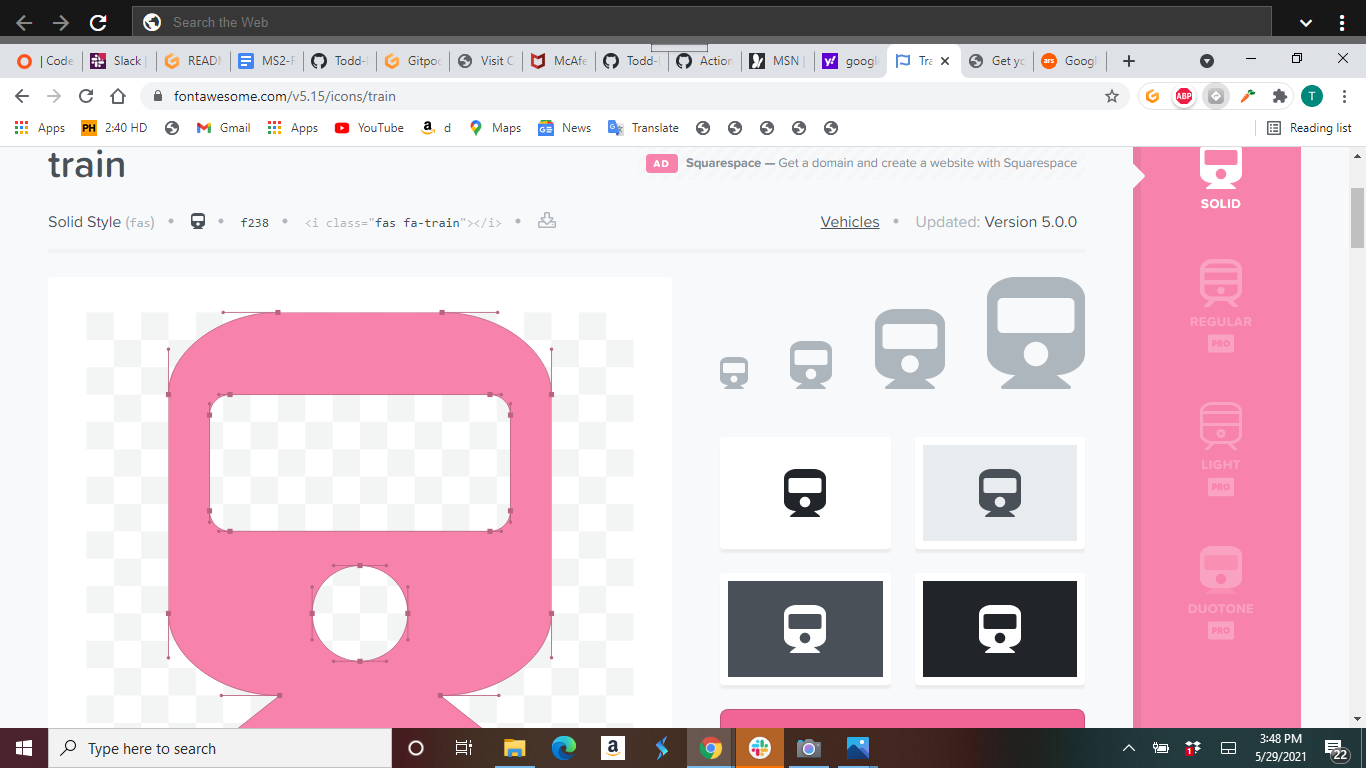 Search the Web
| Code
Slack |
READM
MS2-P
Todd-
Gitpod
Visit C
McAfe
Todd-
Action
MSN |
googl
Tra
Get yo
Googl
fontawesome.com/v5.15/icons/train
ABP
T
Apps
PH
2:40 HD
Gmail
Apps
YouTube
d
Maps
News
Translate
Reading list
train
AD Squarespace — Get a domain and create a website with Squarespace
Solid Style (fas) • • f238 • <i class="fas fa-train"></i> •
Vehicles • Updated: Version 5.0.0
SOLID
REGULAR
PRO
LIGHT
PRO
DUOTONE
PRO
Type here to search
3:48 PM
5/29/2021
22